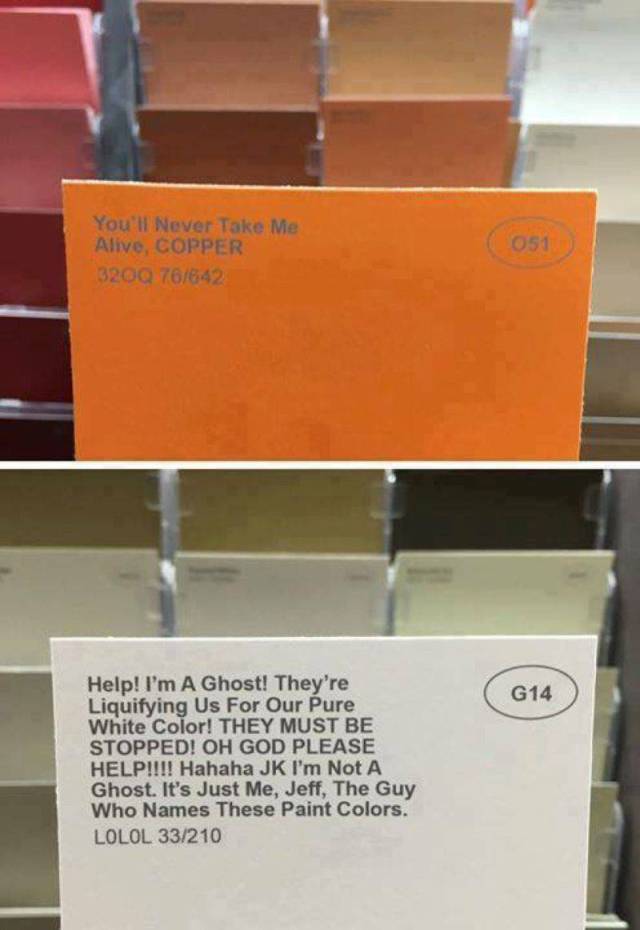 You'll Never Take Me
Alive, COPPER
32OQ 76/642
O51
Help! I'm A Ghost! They're
Liquifying Us For Our Pure
White Color! THEY MUST BE
STOPPED! OH GOD PLEASE
HELP!!!! Hahaha JK I'm Not A
Ghost. It's Just Me, Jeff, The Guy
Who Names These Paint Colors.
L0L0L 33/210
G14